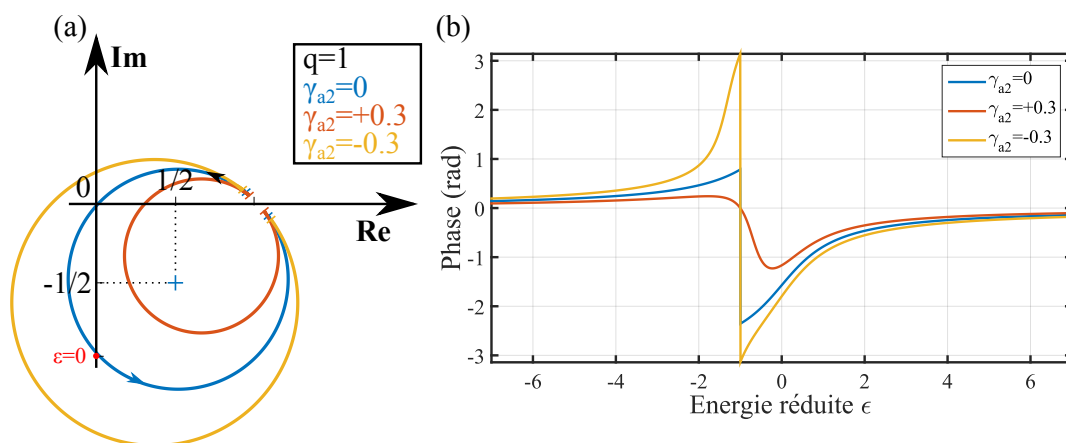 (a)
Im
q=1
γa2=0
γa2=+0.3
γa2=-0.3
0
1/2
Re
-1/2
ε=0
(b)
3
2
1
0
-1
-2
-3
Phase (rad)
γa2=0
γa2=+0.3
γa2=-0.3
-6
-4
-2
0
2
4
6
Energie réduite ϵ